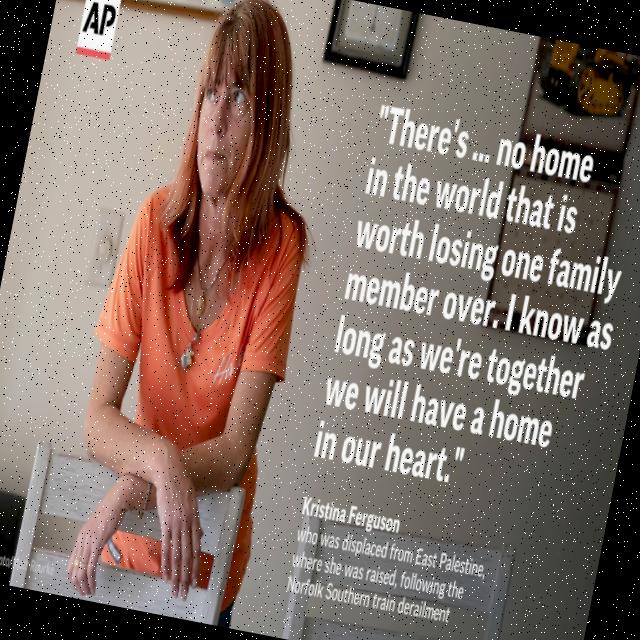 AP
"There's ... no home
in the world that is
worth losing one family
member over. I know as
long as we're together
we will have a home
in our heart."
Kristina Ferguson
who was displaced from East Palestine,
where she was raised, following the
Norfolk Southern train derailment